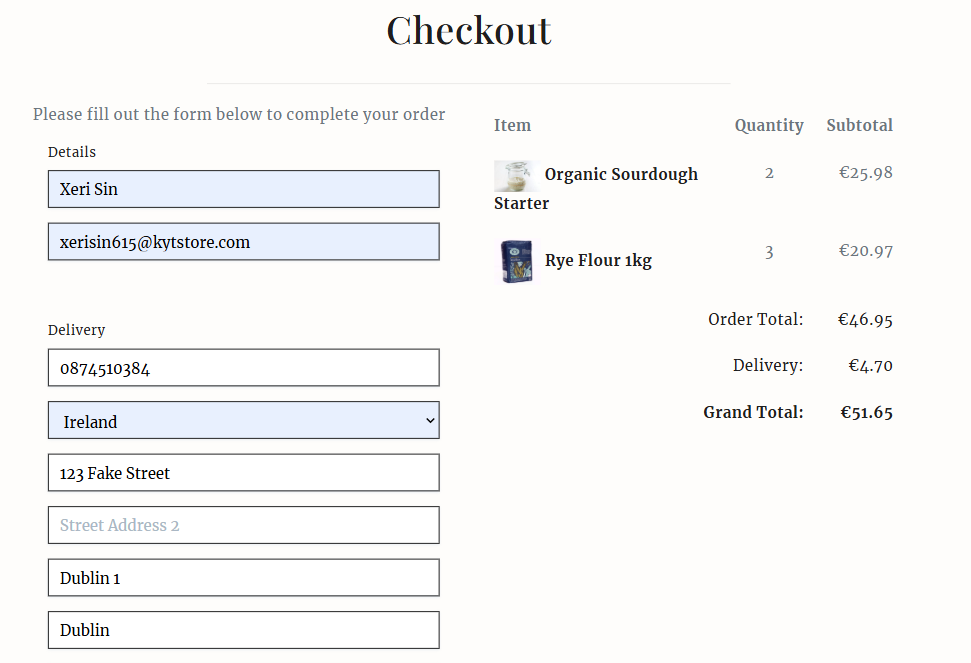 Checkout
Please fill out the form below to complete your order
Details
Xeri Sin
xerisin615@kytstore.com
Delivery
0874510384
Ireland
123 Fake Street
Street Address 2
Dublin 1
Dublin
Item Quantity Subtotal
Organic Sourdough 2 €25.98
Starter
Rye Flour 1kg 3 €20.97
Order Total: €46.95
Delivery: €4.70
Grand Total: €51.65